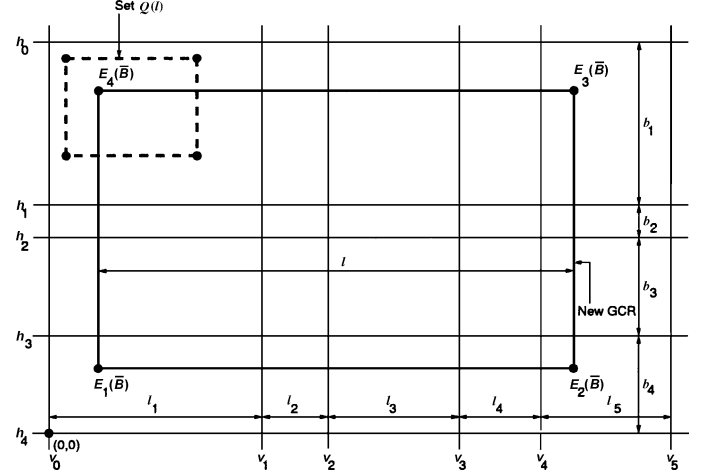 Set Q(l)
h₀
E₄(B̅)
E₃(B̅)
b₁
h₁
b₂
h₂
l
b₃
New GCR
h₃
E₁(B̅)
E₂(B̅)
b₄
l₁
l₂
l₃
l₄
l₅
h₄
(0,0)
v₀
v₁
v₂
v₃
v₄
v₅